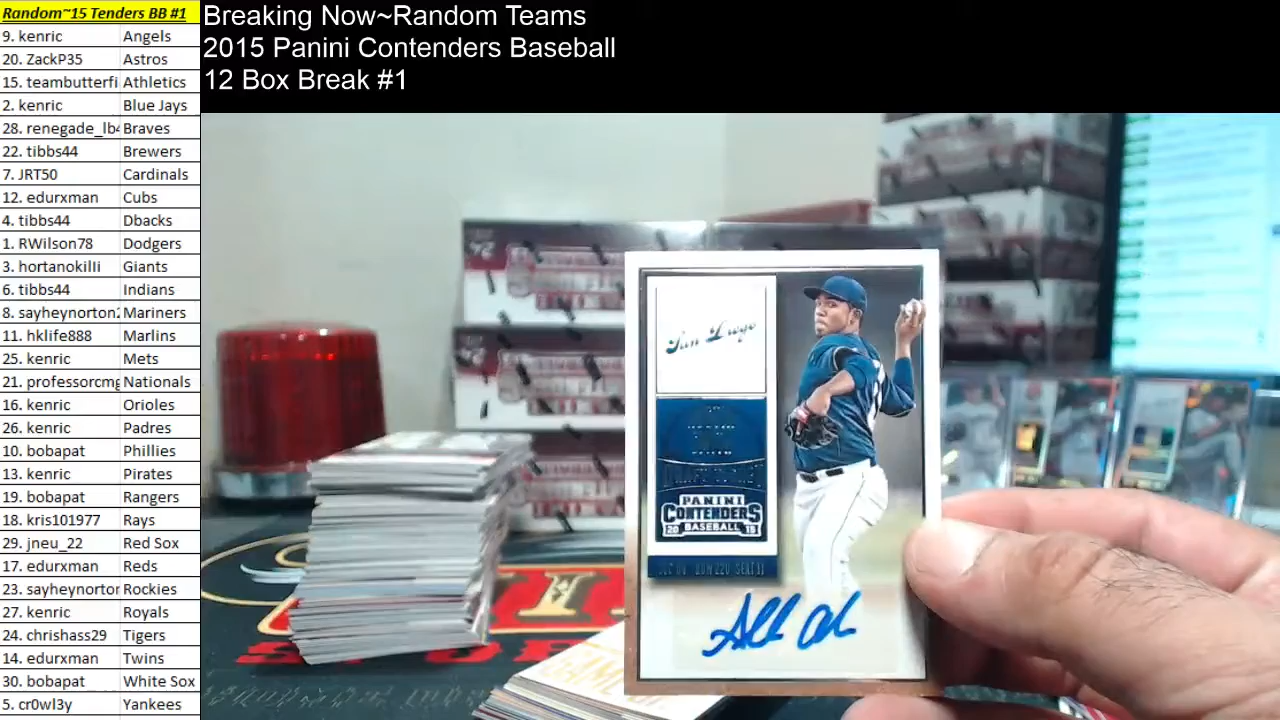 Random~15 Tenders BB #1
9. kenric Angels
20. ZackP35 Astros
15. teambutterfi Athletics
2. kenric Blue Jays
28. renegade_lb4 Braves
22. tibbs44 Brewers
7. JRT50 Cardinals
12. edurxman Cubs
4. tibbs44 Dbacks
1. RWilson78 Dodgers
3. hortanokilli Giants
6. tibbs44 Indians
8. sayheynorton2 Mariners
11. hklife888 Marlins
25. kenric Mets
21. professorcmg Nationals
16. kenric Orioles
26. kenric Padres
10. bobapat Phillies
13. kenric Pirates
19. bobapat Rangers
18. kris101977 Rays
29. jneu_22 Red Sox
17. edurxman Reds
23. sayheynorton Rockies
27. kenric Royals
24. chrishass29 Tigers
14. edurxman Twins
30. bobapat White Sox
5. cr0wl3y Yankees
Breaking Now~Random Teams
2015 Panini Contenders Baseball
12 Box Break #1
San Diego
PANINI
CONTENDERS
20 BASEBALL 15